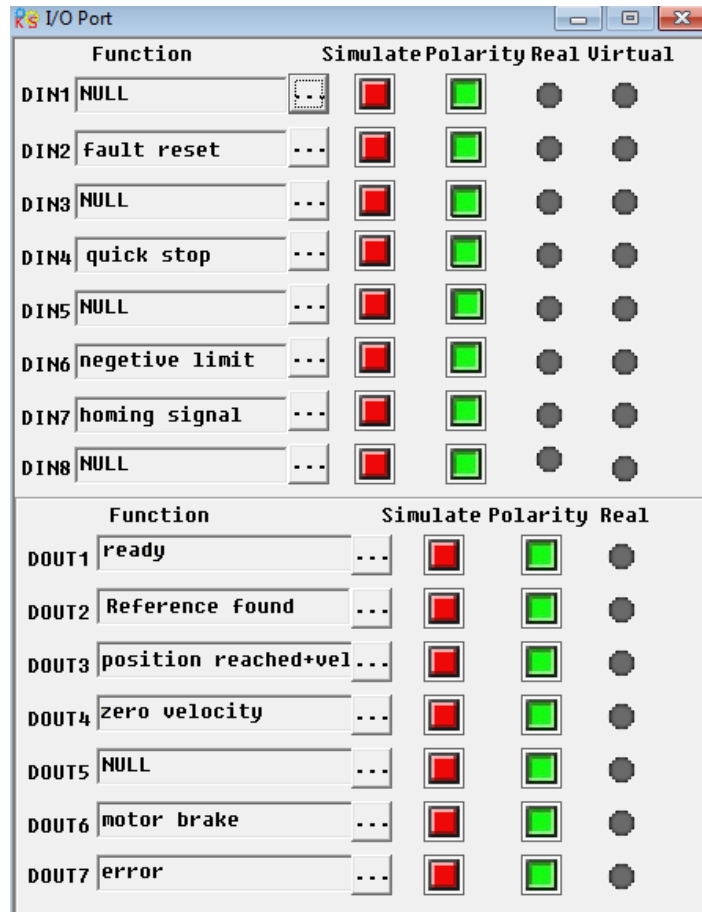 I/O Port
Function Simulate Polarity Real Virtual
DIN1 NULL ...
DIN2 fault reset ...
DIN3 NULL ...
DIN4 quick stop ...
DIN5 NULL ...
DIN6 negetive limit ...
DIN7 homing signal ...
DIN8 NULL ...
Function Simulate Polarity Real
DOUT1 ready ...
DOUT2 Reference found ...
DOUT3 position reached+vel ...
DOUT4 zero velocity ...
DOUT5 NULL ...
DOUT6 motor brake ...
DOUT7 error ...